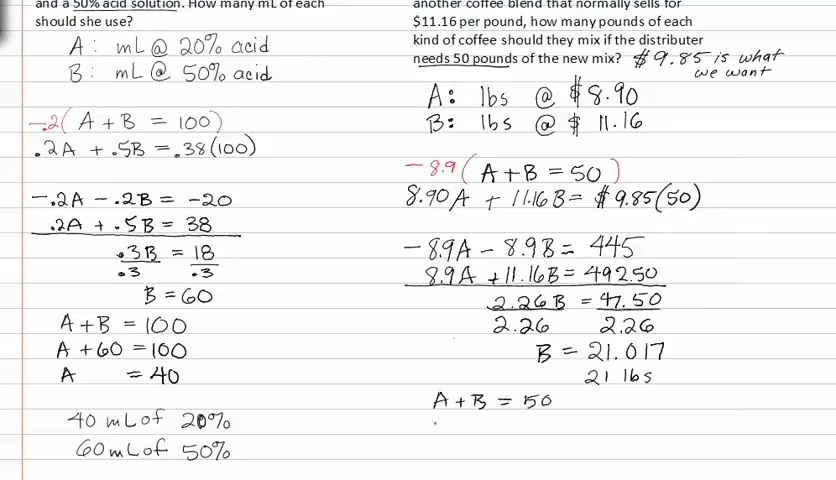 and a 50% acid solution. How many mL of each
should she use?
A: mL @ 20% acid
B: mL @ 50% acid
-.2( A + B = 100)
.2A + .5B = .38(100)
-.2A - .2B = -20
.2A + .5B = 38
.3B = 18
.3 .3
B = 60
A + B = 100
A + 60 = 100
A = 40
40 mL of 20%
60 mL of 50%
another coffee blend that normally sells for
$11.16 per pound, how many pounds of each
kind of coffee should they mix if the distributer
needs 50 pounds of the new mix? $9.85 is what
we want
A: lbs @ $8.90
B: lbs @ $ 11.16
-8.9( A + B = 50 )
8.90A + 11.16B = $9.85(50)
-8.9A - 8.9B = 445
8.9A + 11.16B = 492.50
2.26B = 47.50
2.26 2.26
B = 21.017
21 lbs
A + B = 50